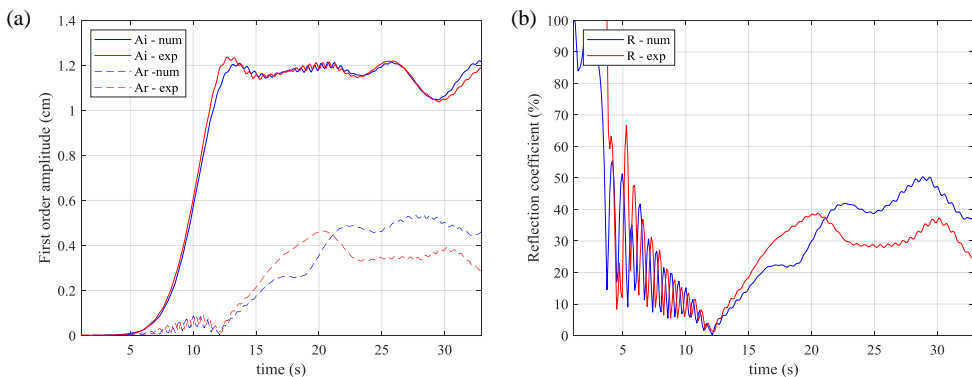 (a)
1.4
1.2
1
0.8
0.6
0.4
0.2
0
5
10
15
20
25
30
First order amplitude (cm)
time (s)
Ai - num
Ai - exp
Ar -num
Ar - exp
(b)
100
90
80
70
60
50
40
30
20
10
0
5
10
15
20
25
30
Reflection coefficient (%)
time (s)
R - num
R - exp